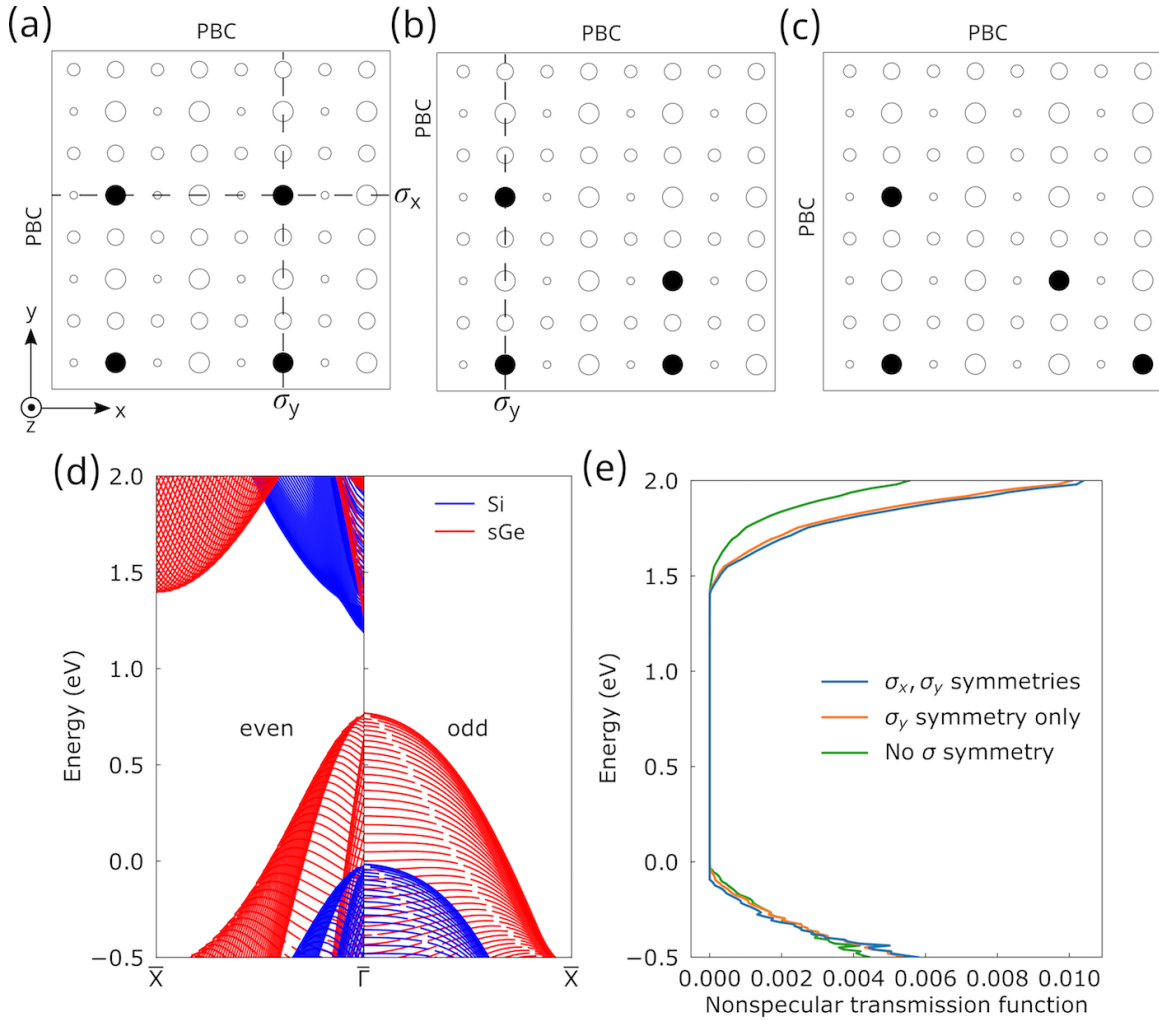 (a)
PBC
PBC
σx
σy
y
x
z
(b)
PBC
PBC
σy
(c)
PBC
PBC
(d)
2.0
1.5
1.0
0.5
0.0
−0.5
Energy (eV)
Si
sGe
even
odd
X̅
Γ̅
X̅
(e)
2.0
1.5
1.0
0.5
0.0
−0.5
Energy (eV)
σx, σy symmetries
σy symmetry only
No σ symmetry
0.000 0.002 0.004 0.006 0.008 0.010
Nonspecular transmission function